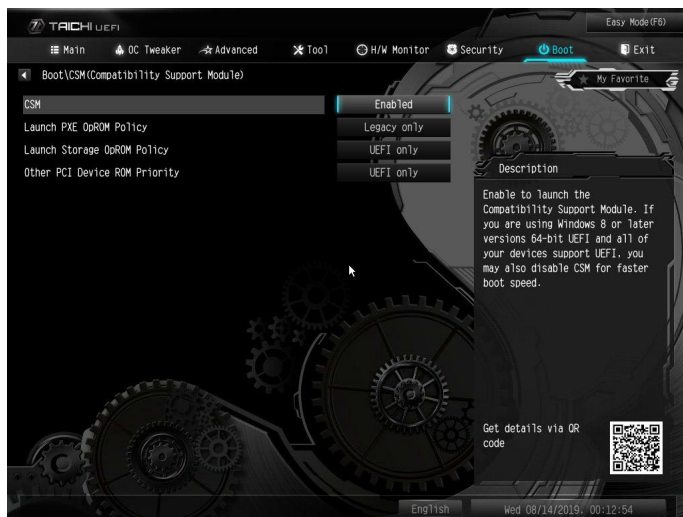 TAICHI UEFI
Easy Mode(F6)
Main OC Tweaker Advanced Tool H/W Monitor Security Boot Exit
Boot\CSM(Compatibility Support Module)
My Favorite
CSM Enabled
Launch PXE OpROM Policy Legacy only
Launch Storage OpROM Policy UEFI only
Other PCI Device ROM Priority UEFI only
Description
Enable to launch the
Compatibility Support Module. If
you are using Windows 8 or later
versions 64-bit UEFI and all of
your devices support UEFI, you
may also disable CSM for faster
boot speed.
Get details via QR
code
English
Wed 08/14/2019. 00:12:54